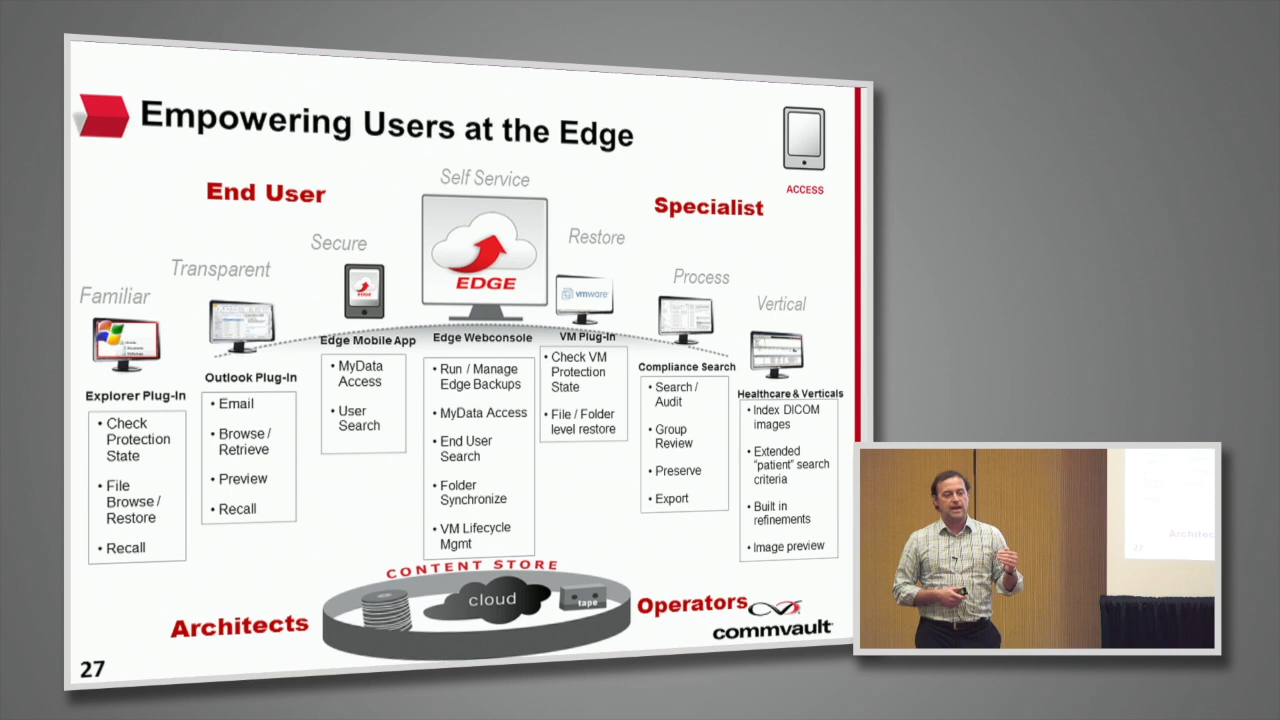 Empowering Users at the Edge
ACCESS
End User
Self Service
Specialist
Secure
Restore
Transparent
Process
Familiar
Vertical
EDGE
EDGE
vmware
Explorer Plug-In
• Check
Protection
State
• File
Browse /
Restore
• Recall
Outlook Plug-In
• Email
• Browse /
Retrieve
• Preview
• Recall
Edge Mobile App
• MyData
Access
• User
Search
Edge Webconsole
• Run / Manage
Edge Backups
• MyData Access
• End User
Search
• Folder
Synchronize
• VM Lifecycle
Mgmt
VM Plug-In
• Check VM
Protection
State
• File / Folder
level restore
Compliance Search
• Search /
Audit
• Group
Review
• Preserve
• Export
Healthcare & Verticals
• Index DICOM
images
• Extended
"patient" search
criteria
• Built in
refinements
• Image preview
CONTENT STORE
cloud
tape
Architects
Operators
commvault
27
Architec
27